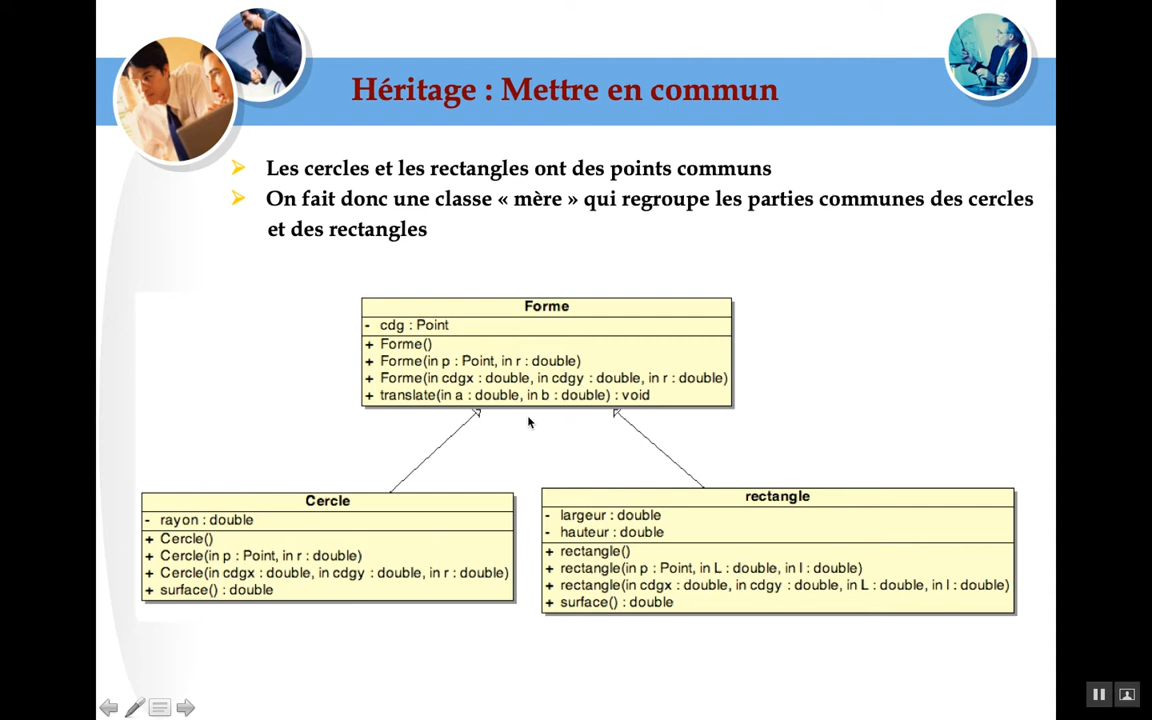 Héritage : Mettre en commun
Les cercles et les rectangles ont des points communs
On fait donc une classe « mère » qui regroupe les parties communes des cercles
et des rectangles
Forme
- cdg : Point
+ Forme()
+ Forme(in p : Point, in r : double)
+ Forme(in cdgx : double, in cdgy : double, in r : double)
+ translate(in a : double, in b : double) : void
Cercle
- rayon : double
+ Cercle()
+ Cercle(in p : Point, in r : double)
+ Cercle(in cdgx : double, in cdgy : double, in r : double)
+ surface() : double
rectangle
- largeur : double
- hauteur : double
+ rectangle()
+ rectangle(in p : Point, in L : double, in l : double)
+ rectangle(in cdgx : double, in cdgy : double, in L : double, in l : double)
+ surface() : double